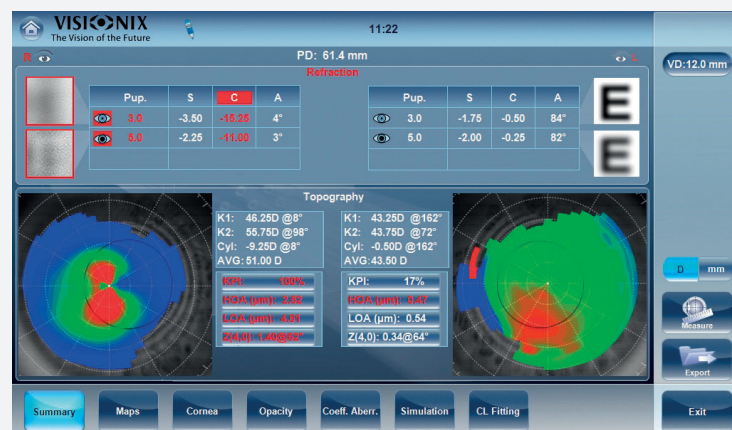 VISIONIX
The Vision of the Future
11:22
R
PD: 61.4 mm
L
VD:12.0 mm
Refraction
Pup. S C A
3.0 -3.50 -15.25 4°
5.0 -2.25 -11.00 3°
Pup. S C A
3.0 -1.75 -0.50 84°
5.0 -2.00 -0.25 82°
E
E
Topography
K1: 46.25D @8°
K2: 55.75D @98°
Cyl: -9.25D @8°
AVG: 51.00 D
K1: 43.25D @162°
K2: 43.75D @72°
Cyl: -0.50D @162°
AVG: 43.50 D
KPI: 100%
HOA (µm):
LOA (µm):
KPI: 17%
HOA (µm): 0.47
LOA (µm): 0.54
Z(4,0): 0.34@64°
D mm
Measure
Export
Summary
Maps
Cornea
Opacity
Coeff. Aberr.
Simulation
CL Fitting
Exit